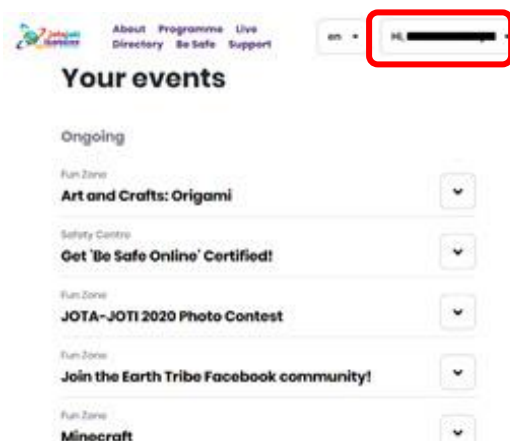 About Programme Live
Directory Be Safe Support
en
Hi,
Your events
Ongoing
Fun Zone
Art and Crafts: Origami
Safety Centre
Get 'Be Safe Online' Certified!
Fun Zone
JOTA-JOTI 2020 Photo Contest
Fun Zone
Join the Earth Tribe Facebook community!
Fun Zone
Minecraft